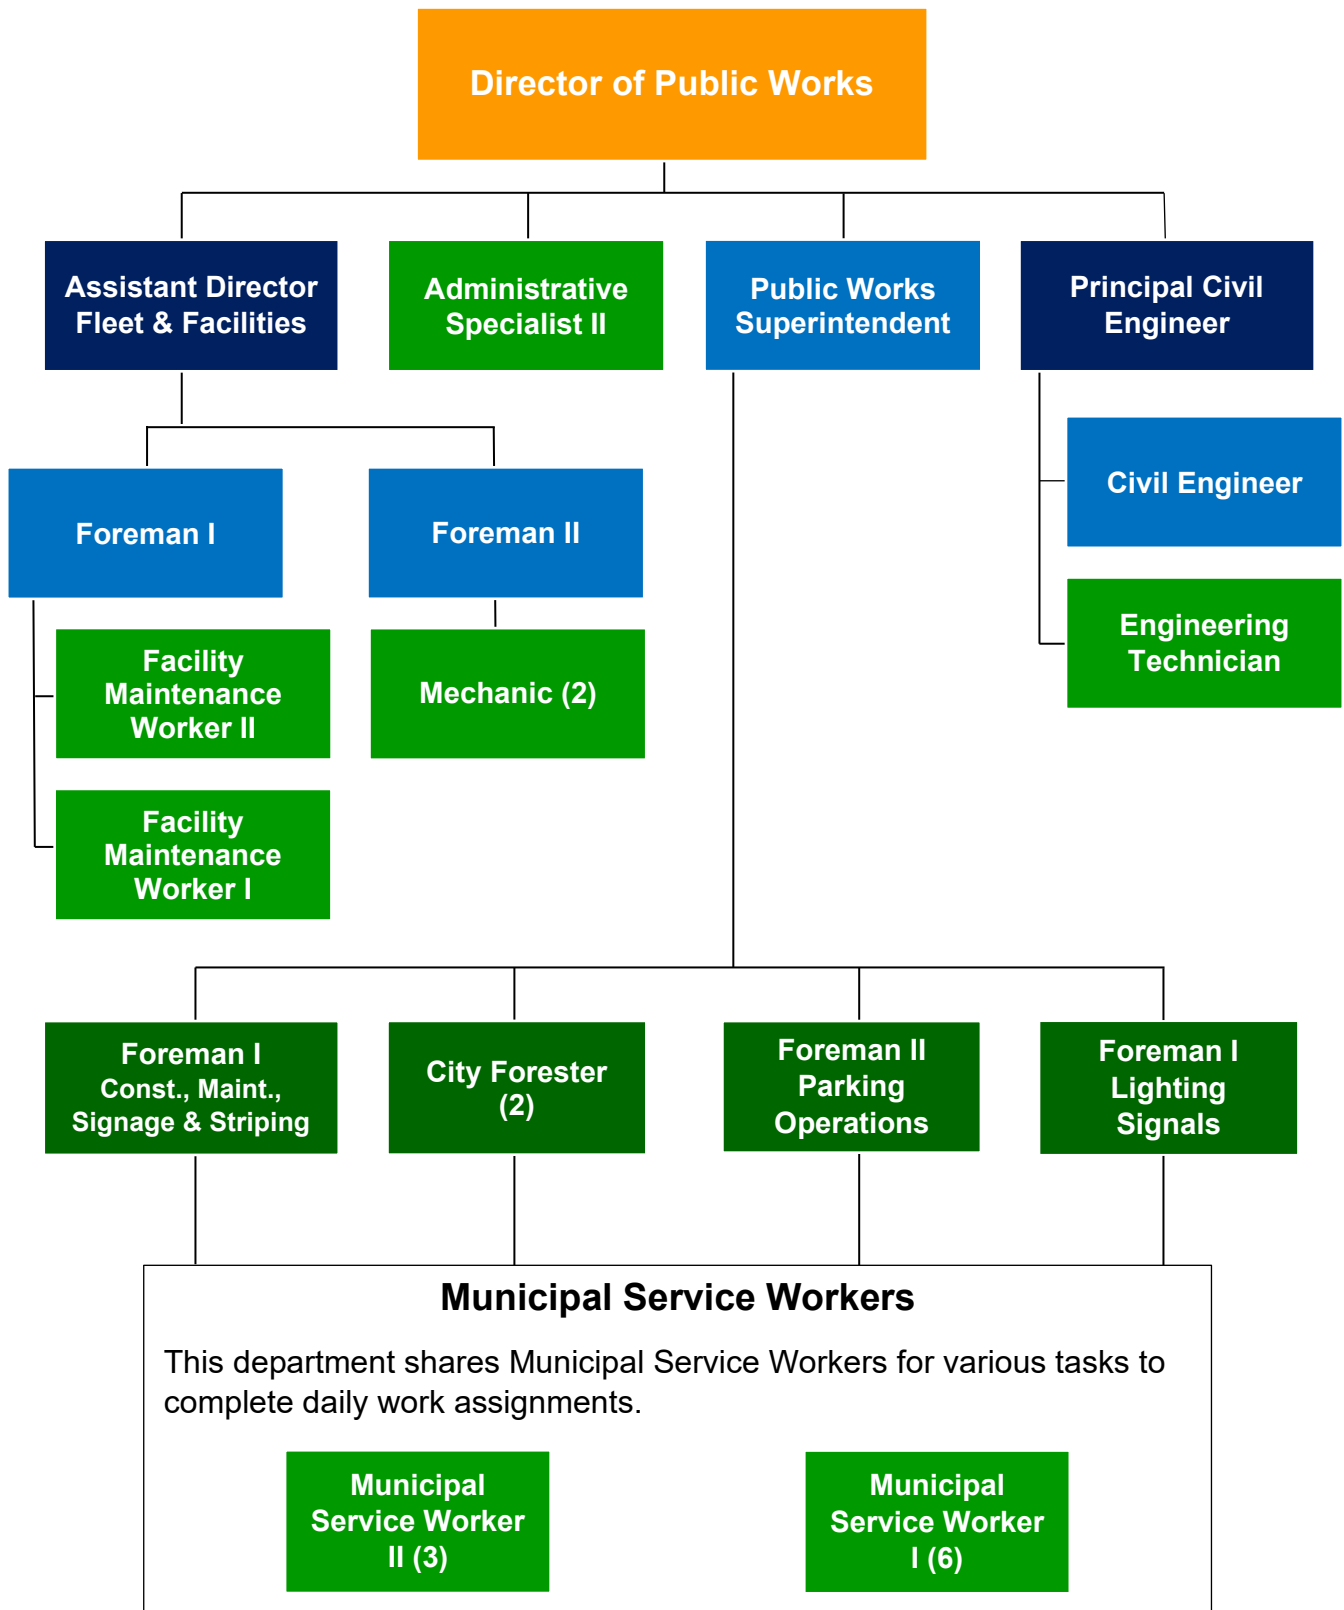 Director of Public Works
Assistant Director
Fleet & Facilities
Administrative
Specialist II
Public Works
Superintendent
Principal Civil
Engineer
Foreman I
Foreman II
Civil Engineer
Facility
Maintenance
Worker II
Mechanic (2)
Engineering
Technician
Facility
Maintenance
Worker I
Foreman I
Const., Maint.,
Signage & Striping
City Forester
(2)
Foreman II
Parking
Operations
Foreman I
Lighting
Signals
Municipal Service Workers
This department shares Municipal Service Workers for various tasks to
complete daily work assignments.
Municipal
Service Worker
II (3)
Municipal
Service Worker
I (6)